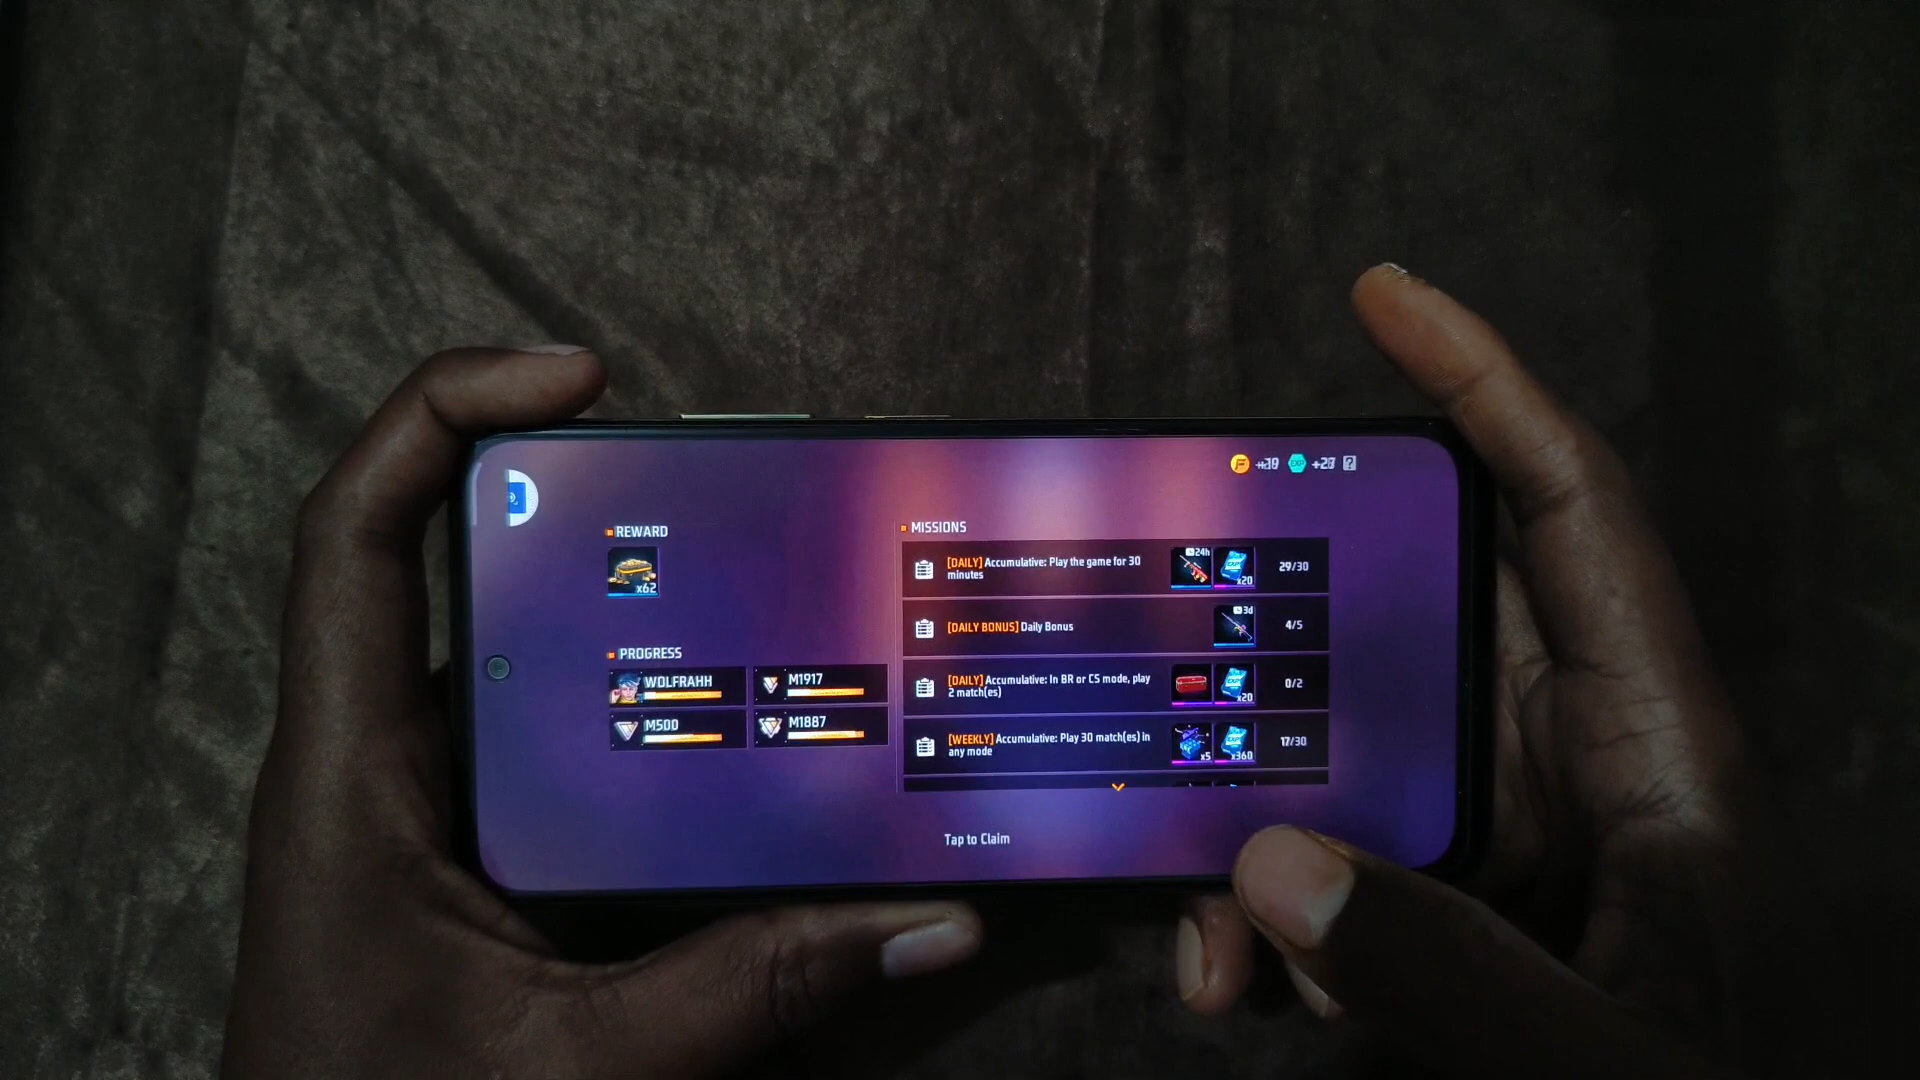 REWARD
x62
PROGRESS
WOLFRAHH
M1917
M500
M1887
MISSIONS
[DAILY] Accumulative: Play the game for 30
minutes
24h
x20
29/30
[DAILY BONUS] Daily Bonus
3d
4/5
[DAILY] Accumulative: In BR or CS mode, play
2 match(es)
x20
0/2
[WEEKLY] Accumulative: Play 30 match(es) in
any mode
x5
x360
17/30
Tap to Claim